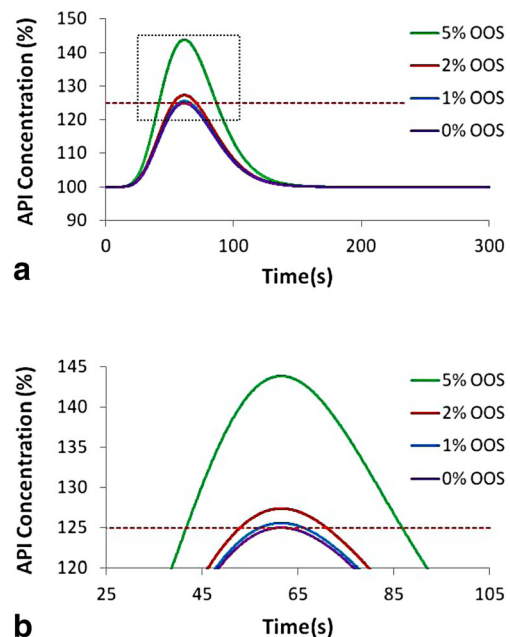 API Concentration (%)
150
140
130
120
110
100
90
0
100
200
300
Time(s)
5% OOS
2% OOS
1% OOS
0% OOS
a
API Concentration (%)
145
140
135
130
125
120
25
45
65
85
105
Time(s)
5% OOS
2% OOS
1% OOS
0% OOS
b